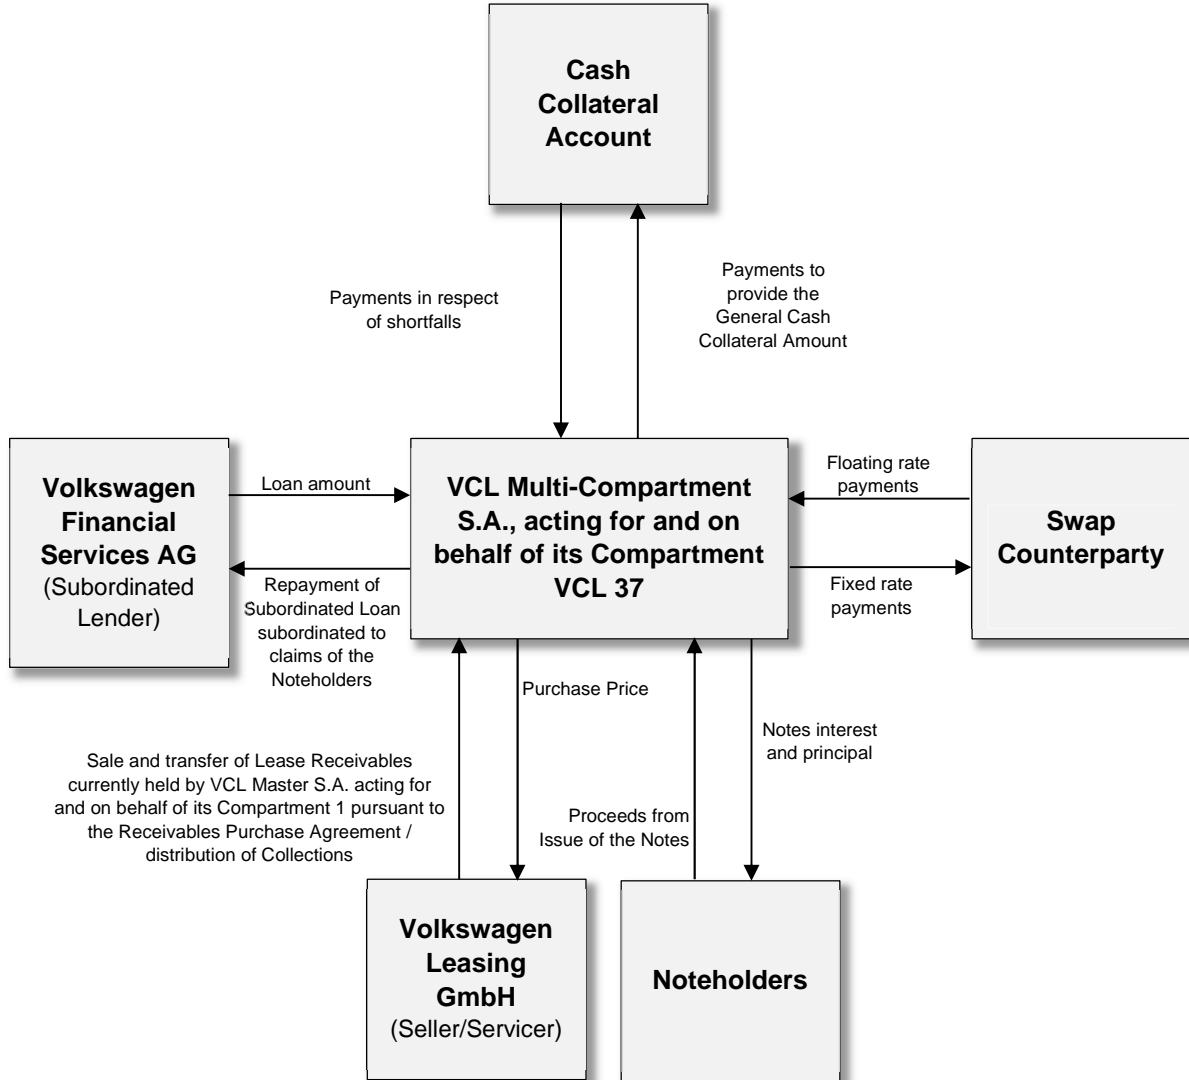 Cash
Collateral
Account
Payments in respect
of shortfalls
Payments to
provide the
General Cash
Collateral Amount
Volkswagen
Financial
Services AG
(Subordinated
Lender)
Loan amount
Repayment of
Subordinated Loan
subordinated to
claims of the
Noteholders
VCL Multi-Compartment
S.A., acting for and on
behalf of its Compartment
VCL 37
Floating rate
payments
Fixed rate
payments
Swap
Counterparty
Sale and transfer of Lease Receivables
currently held by VCL Master S.A. acting for
and on behalf of its Compartment 1 pursuant to
the Receivables Purchase Agreement /
distribution of Collections
Purchase Price
Proceeds from
Issue of the Notes
Notes interest
and principal
Volkswagen
Leasing
GmbH
(Seller/Servicer)
Noteholders